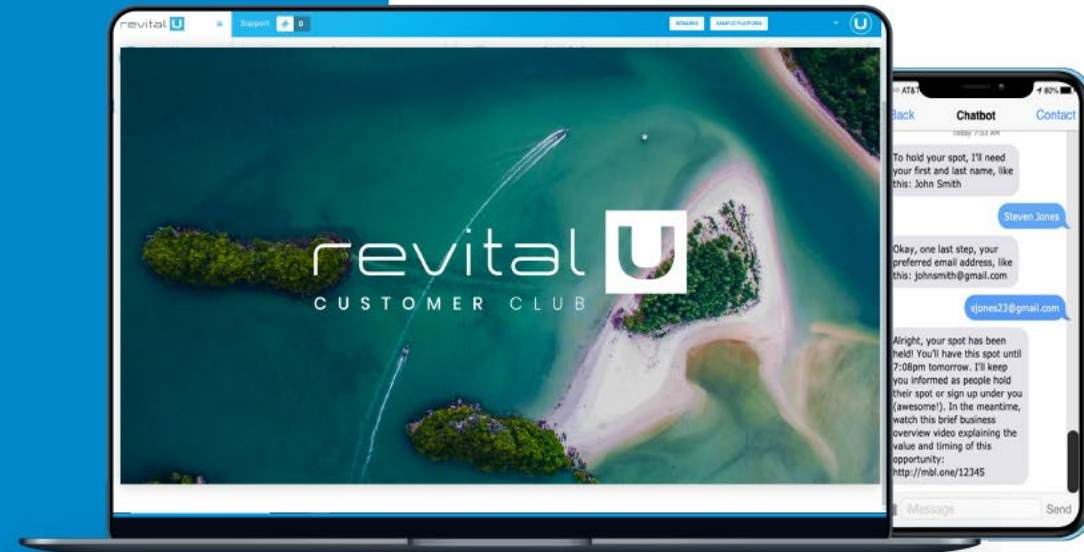 revital U
Support
0
REWARDS
SAMPLE PLATFORM
U
revital U
CUSTOMER CLUB
AT&T
80%
Back
Chatbot
Contact
Today 7:03 AM
To hold your spot, I'll need
your first and last name, like
this: John Smith
Steven Jones
Okay, one last step, your
preferred email address, like
this: johnsmith@gmail.com
sjones23@gmail.com
Alright, your spot has been
held! You'll have this spot until
7:08pm tomorrow. I'll keep
you informed as people hold
their spot or sign up under you
(awesome!). In the meantime,
watch this brief business
overview video explaining the
value and timing of this
opportunity:
http://mbl.one/12345
iMessage
Send